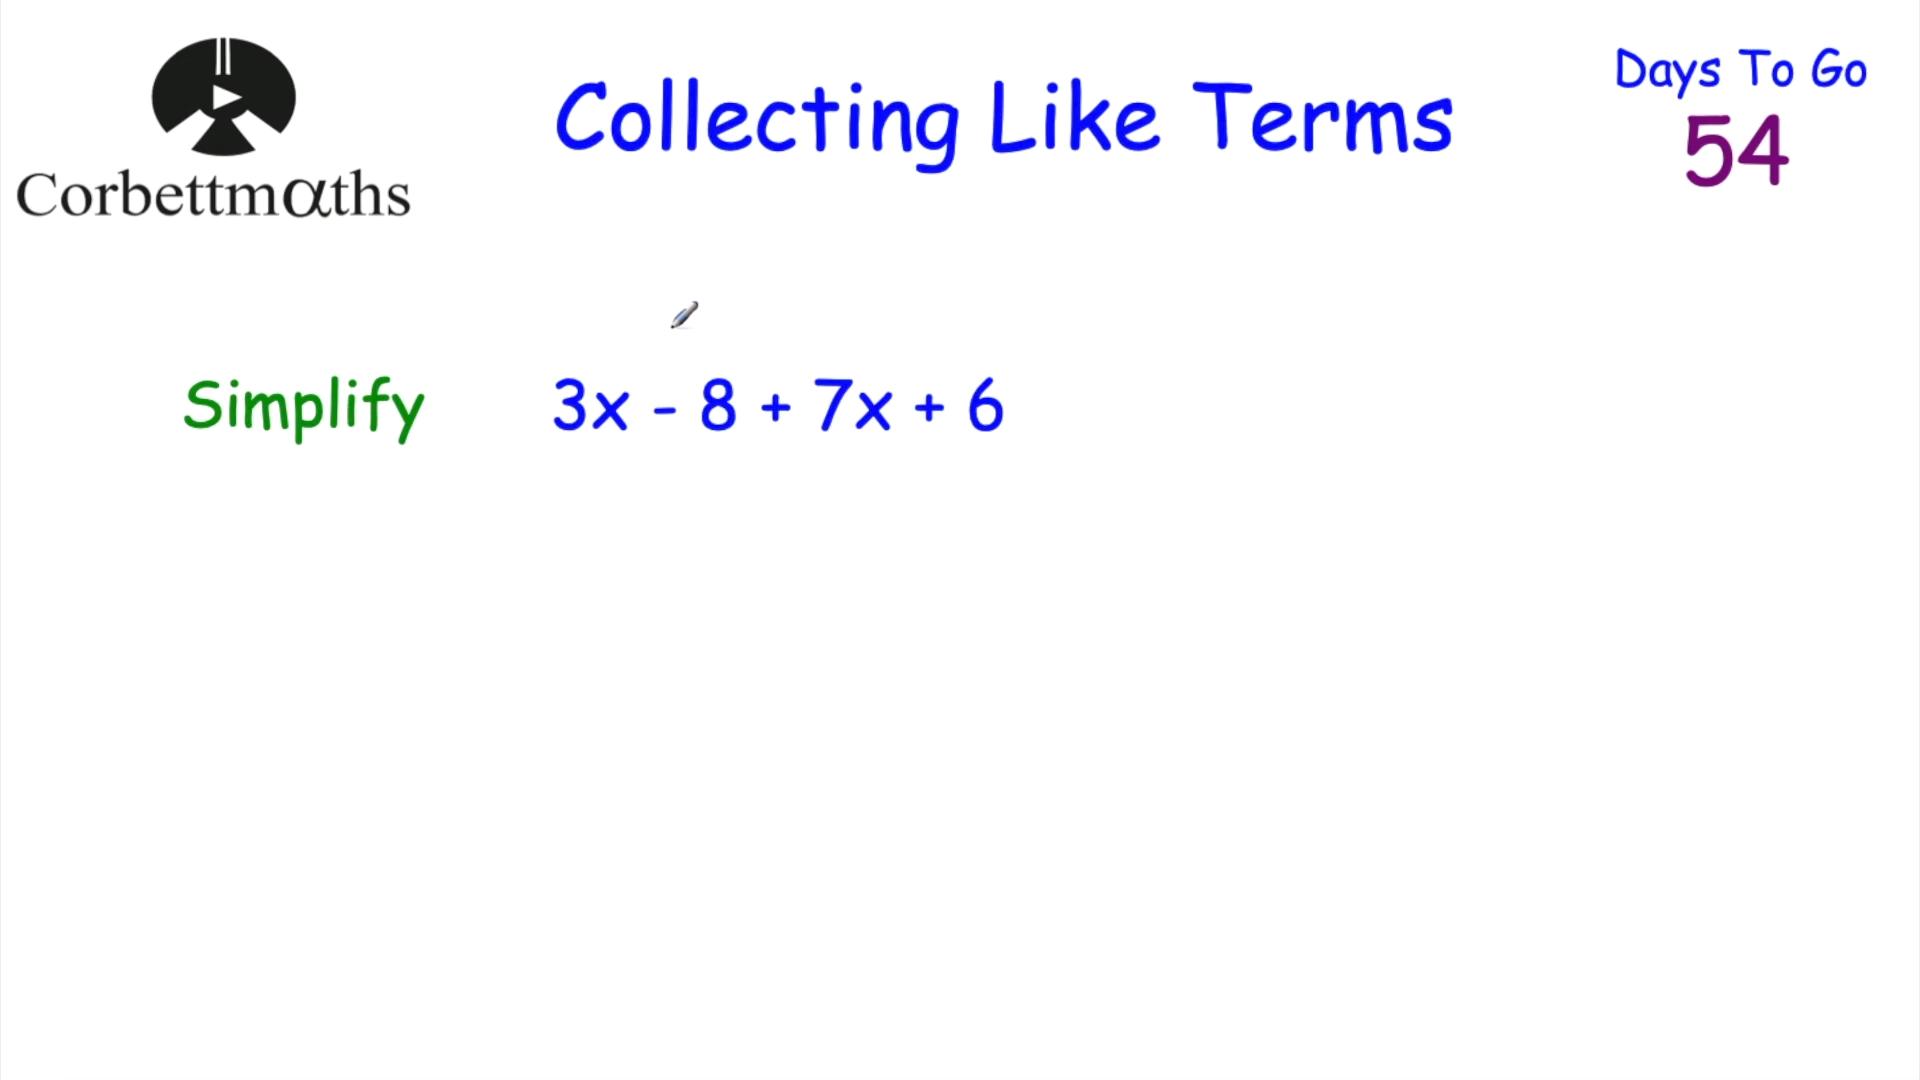 Corbettmαths
Collecting Like Terms
Days To Go
54
Simplify 3x - 8 + 7x + 6